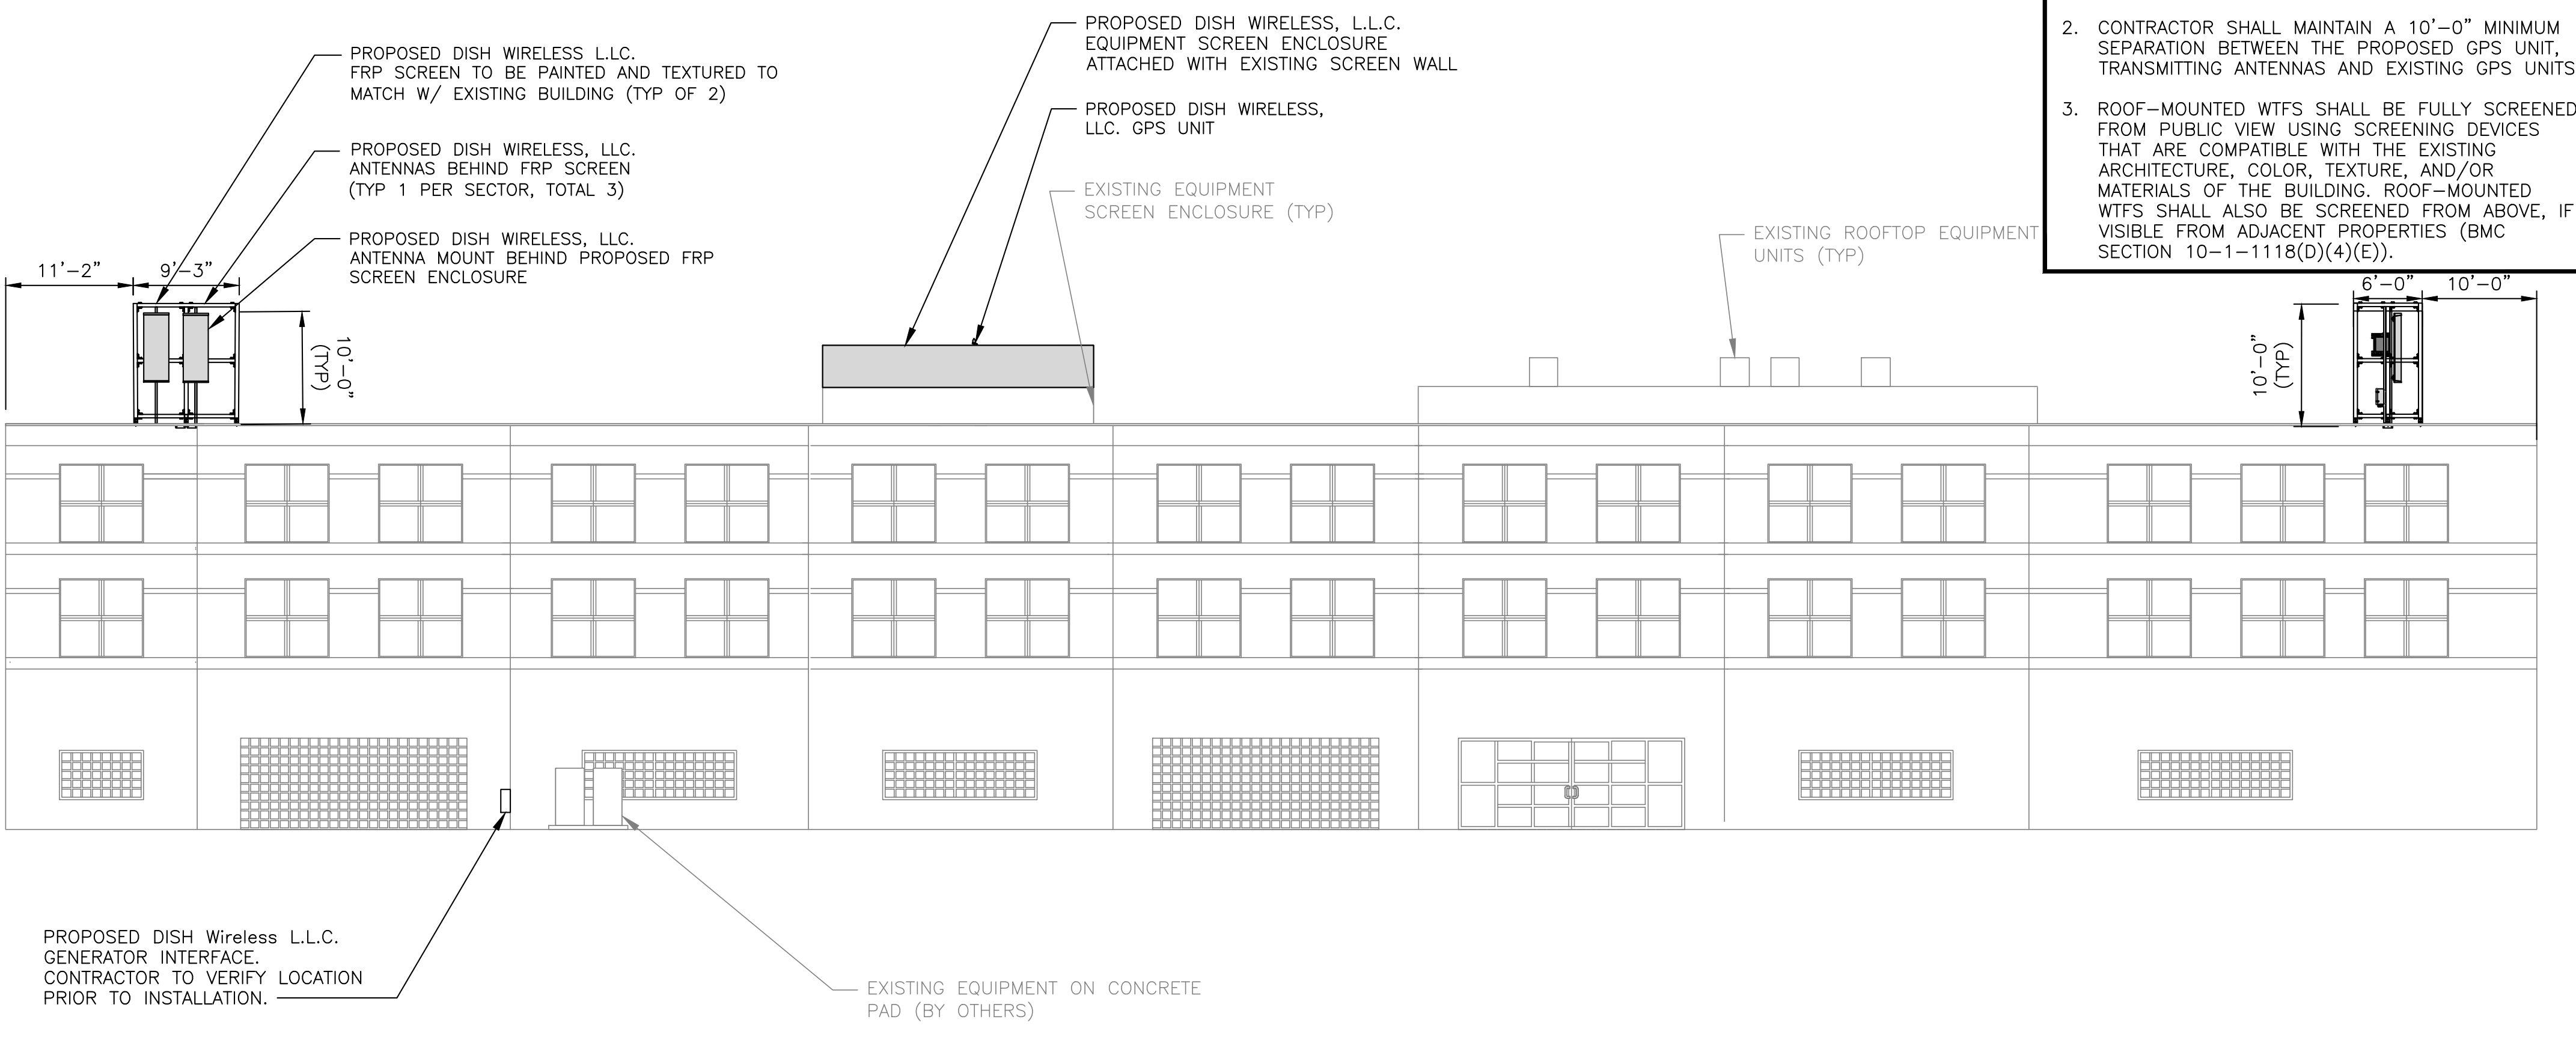 PROPOSED DISH WIRELESS L.LC.
FRP SCREEN TO BE PAINTED AND TEXTURED TO
MATCH W/ EXISTING BUILDING (TYP OF 2)
PROPOSED DISH WIRELESS, LLC.
ANTENNAS BEHIND FRP SCREEN
(TYP 1 PER SECTOR, TOTAL 3)
PROPOSED DISH WIRELESS, LLC.
ANTENNA MOUNT BEHIND PROPOSED FRP
SCREEN ENCLOSURE
11'-2"
9'-3"
10'-0"
(TYP)
PROPOSED DISH WIRELESS, L.L.C.
EQUIPMENT SCREEN ENCLOSURE
ATTACHED WITH EXISTING SCREEN WALL
PROPOSED DISH WIRELESS,
LLC. GPS UNIT
EXISTING EQUIPMENT
SCREEN ENCLOSURE (TYP)
EXISTING ROOFTOP EQUIPMENT
UNITS (TYP)
2. CONTRACTOR SHALL MAINTAIN A 10'-0" MINIMUM
SEPARATION BETWEEN THE PROPOSED GPS UNIT,
TRANSMITTING ANTENNAS AND EXISTING GPS UNITS
3. ROOF-MOUNTED WTFS SHALL BE FULLY SCREENED
FROM PUBLIC VIEW USING SCREENING DEVICES
THAT ARE COMPATIBLE WITH THE EXISTING
ARCHITECTURE, COLOR, TEXTURE, AND/OR
MATERIALS OF THE BUILDING. ROOF-MOUNTED
WTFS SHALL ALSO BE SCREENED FROM ABOVE, IF
VISIBLE FROM ADJACENT PROPERTIES (BMC
SECTION 10-1-1118(D)(4)(E)).
6'-0"
10'-0"
10'-0"
(TYP)
PROPOSED DISH Wireless L.L.C.
GENERATOR INTERFACE.
CONTRACTOR TO VERIFY LOCATION
PRIOR TO INSTALLATION.
EXISTING EQUIPMENT ON CONCRETE
PAD (BY OTHERS)